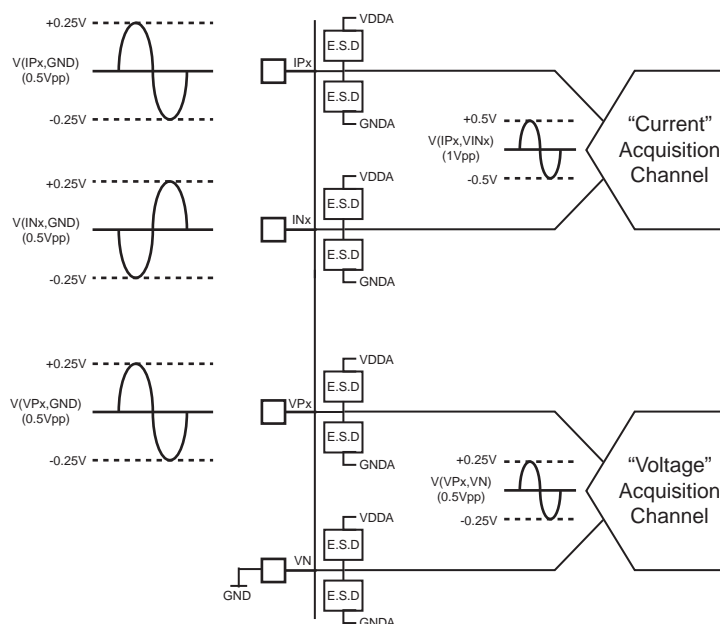 +0.25V
V(IPx,GND)
(0.5Vpp)
-0.25V
IPx
VDDA
E.S.D
E.S.D
GNDA
+0.5V
V(IPx,VINx)
(1Vpp)
-0.5V
“Current”
Acquisition
Channel
+0.25V
V(INx,GND)
(0.5Vpp)
-0.25V
INx
VDDA
E.S.D
E.S.D
GNDA
+0.25V
V(VPx,GND)
(0.5Vpp)
-0.25V
VPx
VDDA
E.S.D
E.S.D
GNDA
+0.25V
V(VPx,VN)
(0.5Vpp)
-0.25V
“Voltage”
Acquisition
Channel
GND
VN
VDDA
E.S.D
E.S.D
GNDA